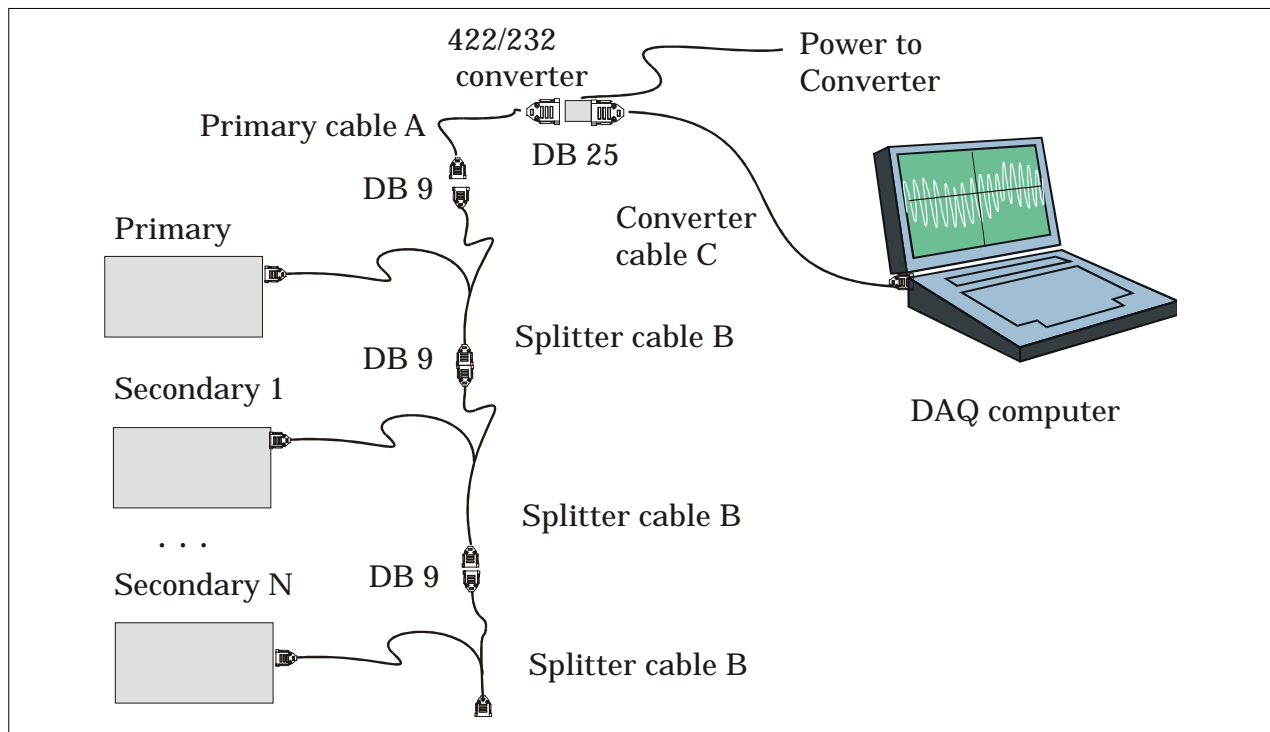 422/232
converter
Power to
Converter
Primary cable A
DB 25
DB 9
Converter
cable C
Primary
Splitter cable B
DB 9
Secondary 1
DAQ computer
Splitter cable B
. . .
DB 9
Secondary N
Splitter cable B